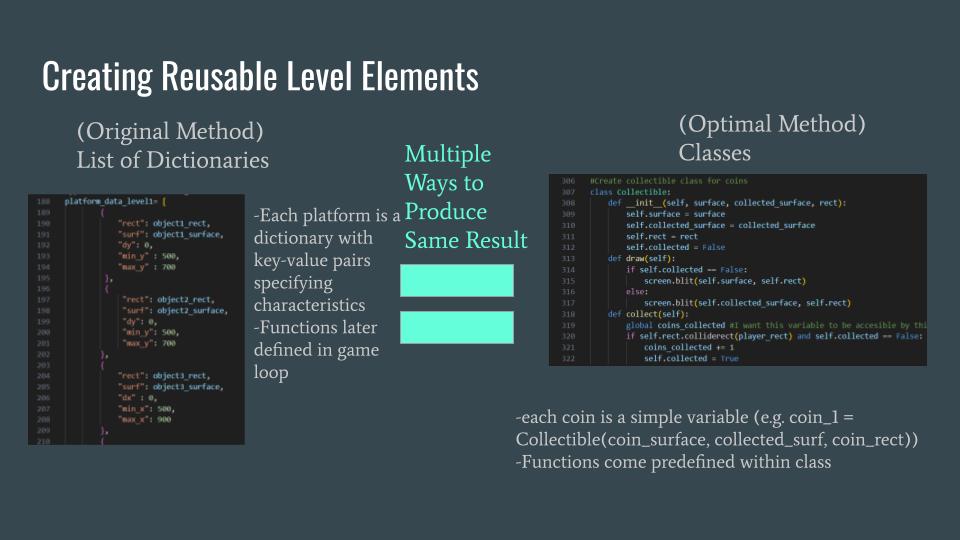 Creating Reusable Level Elements
(Original Method)
List of Dictionaries
188 platform_data_level1= [
189 {
190 "rect": object1_rect,
191 "surf": object1_surface,
192 "dy": 0,
193 "min_y" : 500,
194 "max_y" : 700
195 },
196 {
197 "rect": object2_rect,
198 "surf": object2_surface,
199 "dy": 0,
200 "min_y": 500,
201 "max_y": 700
202 },
203 {
204 "rect": object3_rect,
205 "surf": object3_surface,
206 "dx" : 0,
207 "min_x": 500,
208 "max_x": 900
209 },
210 {
-Each platform is a
dictionary with
key-value pairs
specifying
characteristics
-Functions later
defined in game
loop
Multiple
Ways to
Produce
Same Result
(Optimal Method)
Classes
306 #Create collectible class for coins
307 class Collectible:
308 def __init__(self, surface, collected_surface, rect):
309 self.surface = surface
310 self.collected_surface = collected_surface
311 self.rect = rect
312 self.collected = False
313 def draw(self):
314 if self.collected == False:
315 screen.blit(self.surface, self.rect)
316 else:
317 screen.blit(self.collected_surface, self.rect)
318 def collect(self):
319 global coins_collected #I want this variable to be accesible by thi
320 if self.rect.colliderect(player_rect) and self.collected == False:
321 coins_collected += 1
322 self.collected = True
-each coin is a simple variable (e.g. coin_1 =
Collectible(coin_surface, collected_surf, coin_rect))
-Functions come predefined within class